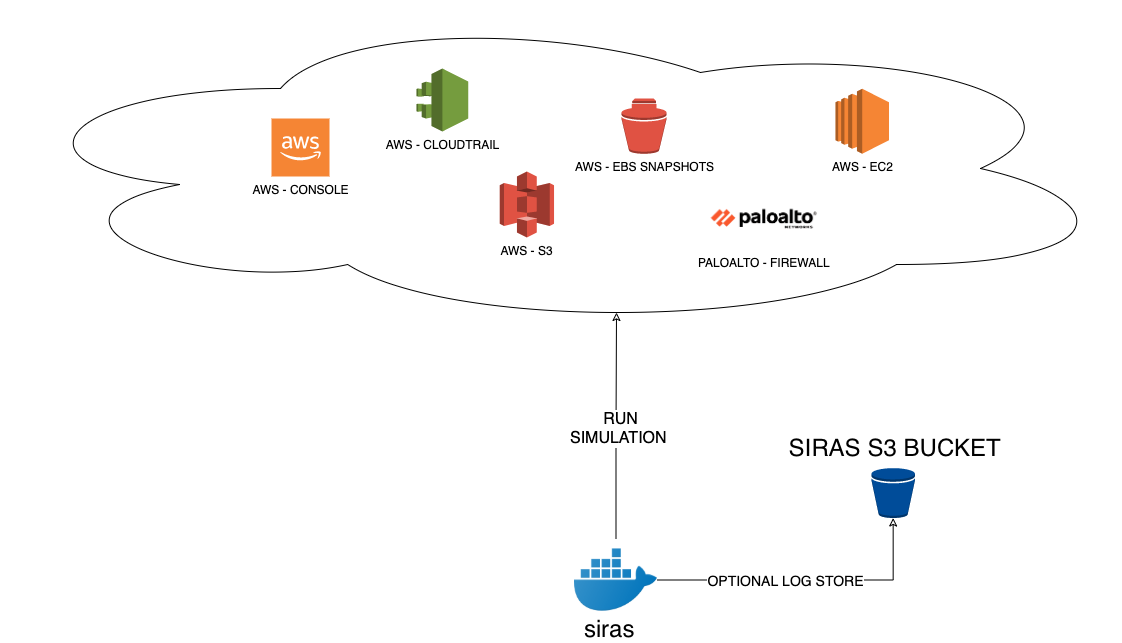 aws
AWS - CONSOLE
AWS - CLOUDTRAIL
AWS - S3
AWS - EBS SNAPSHOTS
paloalto®
NETWORKS
PALOALTO - FIREWALL
AWS - EC2
RUN
SIMULATION
SIRAS S3 BUCKET
OPTIONAL LOG STORE
siras